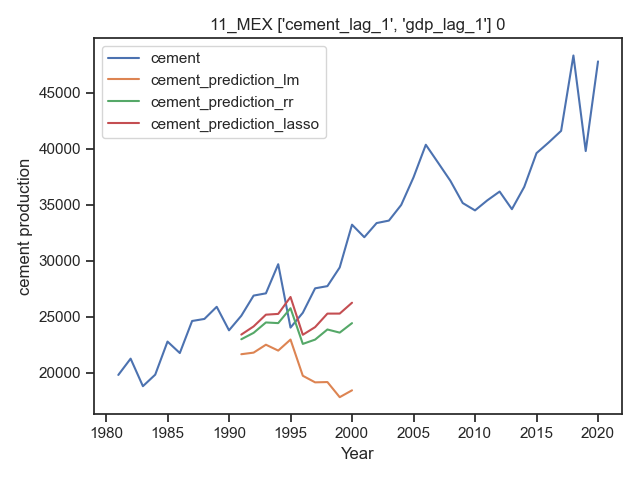 11_MEX ['cement_lag_1', 'gdp_lag_1'] 0
cement
cement_prediction_lm
cement_prediction_rr
cement_prediction_lasso
cement production
45000
40000
35000
30000
25000
20000
1980 1985 1990 1995 2000 2005 2010 2015 2020
Year